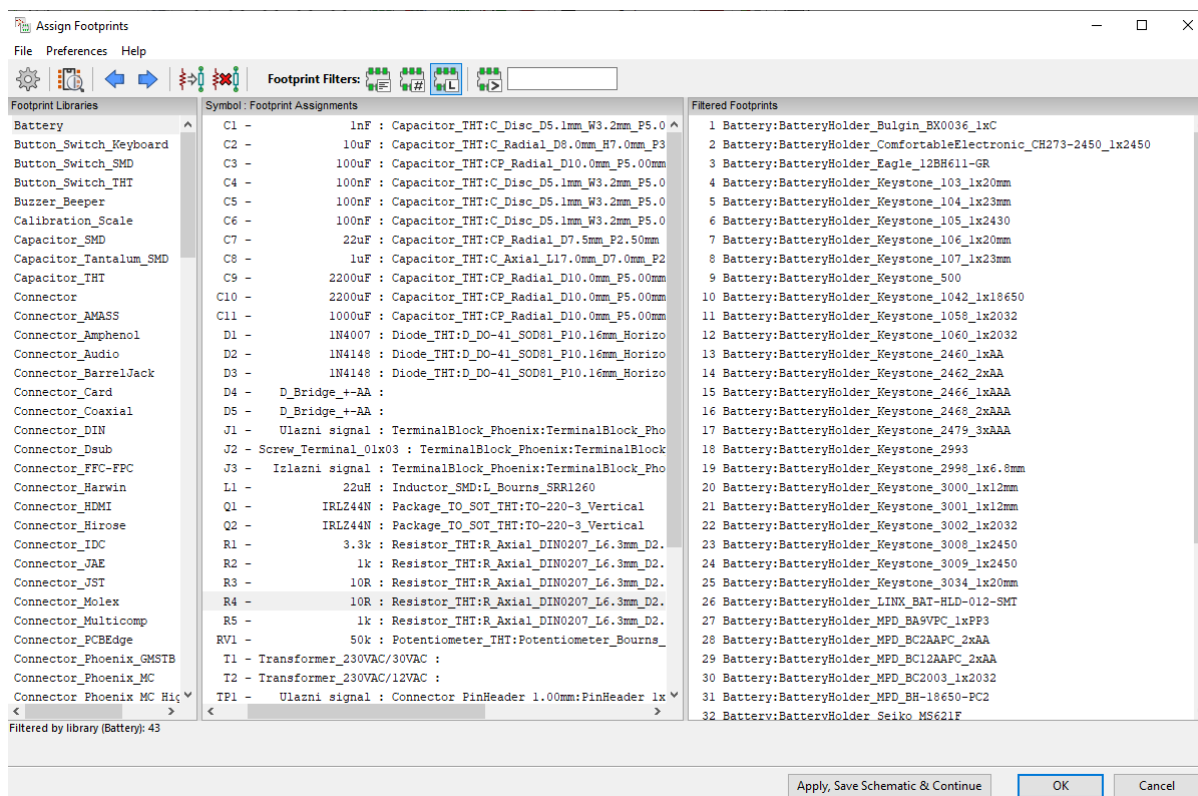 Assign Footprints
File Preferences Help
Footprint Filters:
Footprint Libraries
Battery
Button_Switch_Keyboard
Button_Switch_SMD
Button_Switch_THT
Buzzer_Beeper
Calibration_Scale
Capacitor_SMD
Capacitor_Tantalum_SMD
Capacitor_THT
Connector
Connector_AMASS
Connector_Amphenol
Connector_Audio
Connector_BarrelJack
Connector_Card
Connector_Coaxial
Connector_DIN
Connector_Dsub
Connector_FFC-FPC
Connector_Harwin
Connector_HDMI
Connector_Hirose
Connector_IDC
Connector_JAE
Connector_JST
Connector_Molex
Connector_Multicomp
Connector_PCBEdge
Connector_Phoenix_GMSTB
Connector_Phoenix_MC
Connector_Phoenix_MC_Hig
Symbol : Footprint Assignments
C1 - 1nF : Capacitor_THT:C_Disc_D5.1mm_W3.2mm_P5.0
C2 - 10uF : Capacitor_THT:C_Radial_D8.0mm_H7.0mm_P3
C3 - 100uF : Capacitor_THT:CP_Radial_D10.0mm_P5.00mm
C4 - 100nF : Capacitor_THT:C_Disc_D5.1mm_W3.2mm_P5.0
C5 - 100nF : Capacitor_THT:C_Disc_D5.1mm_W3.2mm_P5.0
C6 - 100nF : Capacitor_THT:C_Disc_D5.1mm_W3.2mm_P5.0
C7 - 22uF : Capacitor_THT:CP_Radial_D7.5mm_P2.50mm
C8 - 1uF : Capacitor_THT:C_Axial_L17.0mm_D7.0mm_P2
C9 - 2200uF : Capacitor_THT:CP_Radial_D10.0mm_P5.00mm
C10 - 2200uF : Capacitor_THT:CP_Radial_D10.0mm_P5.00mm
C11 - 1000uF : Capacitor_THT:CP_Radial_D10.0mm_P5.00mm
D1 - 1N4007 : Diode_THT:D_DO-41_SOD81_P10.16mm_Horizo
D2 - 1N4148 : Diode_THT:D_DO-41_SOD81_P10.16mm_Horizo
D3 - 1N4148 : Diode_THT:D_DO-41_SOD81_P10.16mm_Horizo
D4 - D_Bridge_+-AA :
D5 - D_Bridge_+-AA :
J1 - Ulazni signal : TerminalBlock_Phoenix:TerminalBlock_Pho
J2 - Screw_Terminal_01x03 : TerminalBlock_Phoenix:TerminalBlock
J3 - Izlazni signal : TerminalBlock_Phoenix:TerminalBlock_Pho
L1 - 22uH : Inductor_SMD:L_Bourns_SRR1260
Q1 - IRLZ44N : Package_TO_SOT_THT:TO-220-3_Vertical
Q2 - IRLZ44N : Package_TO_SOT_THT:TO-220-3_Vertical
R1 - 3.3k : Resistor_THT:R_Axial_DIN0207_L6.3mm_D2.
R2 - 1k : Resistor_THT:R_Axial_DIN0207_L6.3mm_D2.
R3 - 10R : Resistor_THT:R_Axial_DIN0207_L6.3mm_D2.
R4 - 10R : Resistor_THT:R_Axial_DIN0207_L6.3mm_D2.
R5 - 1k : Resistor_THT:R_Axial_DIN0207_L6.3mm_D2.
RV1 - 50k : Potentiometer_THT:Potentiometer_Bourns_
T1 - Transformer_230VAC/30VAC :
T2 - Transformer_230VAC/12VAC :
TP1 - Ulazni signal : Connector_PinHeader_1.00mm:PinHeader_1x
Filtered Footprints
1 Battery:BatteryHolder_Bulgin_BX0036_1xC
2 Battery:BatteryHolder_ComfortableElectronic_CH273-2450_1x2450
3 Battery:BatteryHolder_Eagle_12BH611-GR
4 Battery:BatteryHolder_Keystone_103_1x20mm
5 Battery:BatteryHolder_Keystone_104_1x23mm
6 Battery:BatteryHolder_Keystone_105_1x2430
7 Battery:BatteryHolder_Keystone_106_1x20mm
8 Battery:BatteryHolder_Keystone_107_1x23mm
9 Battery:BatteryHolder_Keystone_500
10 Battery:BatteryHolder_Keystone_1042_1x18650
11 Battery:BatteryHolder_Keystone_1058_1x2032
12 Battery:BatteryHolder_Keystone_1060_1x2032
13 Battery:BatteryHolder_Keystone_2460_1xAA
14 Battery:BatteryHolder_Keystone_2462_2xAA
15 Battery:BatteryHolder_Keystone_2466_1xAAA
16 Battery:BatteryHolder_Keystone_2468_2xAAA
17 Battery:BatteryHolder_Keystone_2479_3xAAA
18 Battery:BatteryHolder_Keystone_2993
19 Battery:BatteryHolder_Keystone_2998_1x6.8mm
20 Battery:BatteryHolder_Keystone_3000_1x12mm
21 Battery:BatteryHolder_Keystone_3001_1x12mm
22 Battery:BatteryHolder_Keystone_3002_1x2032
23 Battery:BatteryHolder_Keystone_3008_1x2450
24 Battery:BatteryHolder_Keystone_3009_1x2450
25 Battery:BatteryHolder_Keystone_3034_1x20mm
26 Battery:BatteryHolder_LINX_BAT-HLD-012-SMT
27 Battery:BatteryHolder_MPD_BA9VPC_1xPP3
28 Battery:BatteryHolder_MPD_BC2AAPC_2xAA
29 Battery:BatteryHolder_MPD_BC12AAPC_2xAA
30 Battery:BatteryHolder_MPD_BC2003_1x2032
31 Battery:BatteryHolder_MPD_BH-18650-PC2
32 Battery:BatteryHolder_Seiko_MS621F
Filtered by library (Battery): 43
Apply, Save Schematic & Continue
OK
Cancel